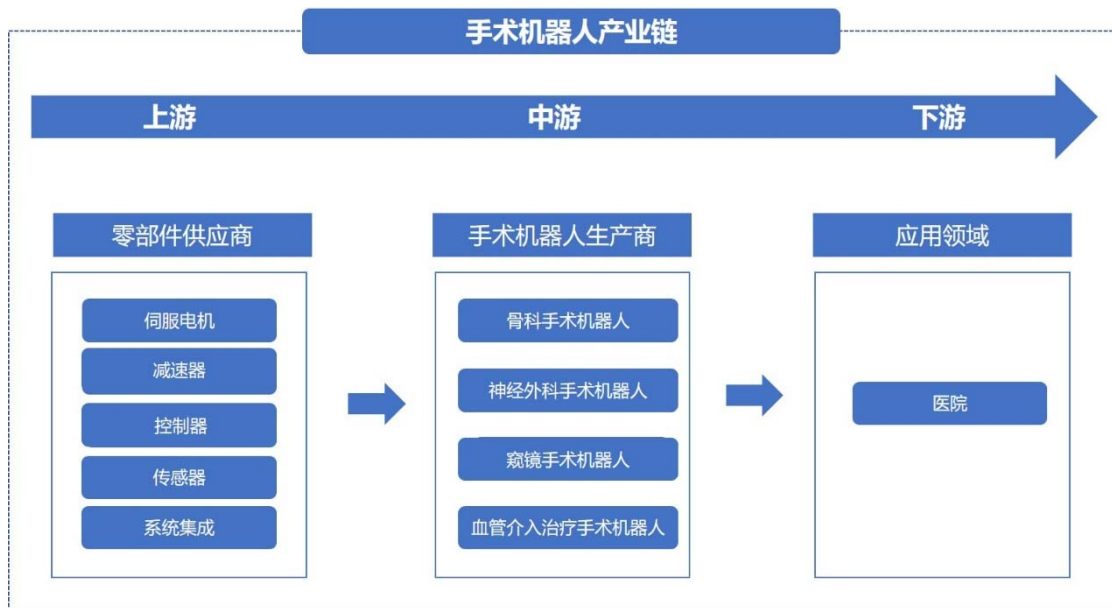 手术机器人产业链
上游
中游
下游
零部件供应商
手术机器人生产商
应用领域
伺服电机
减速器
控制器
传感器
系统集成
骨科手术机器人
神经外科手术机器人
窥镜手术机器人
血管介入治疗手术机器人
医院